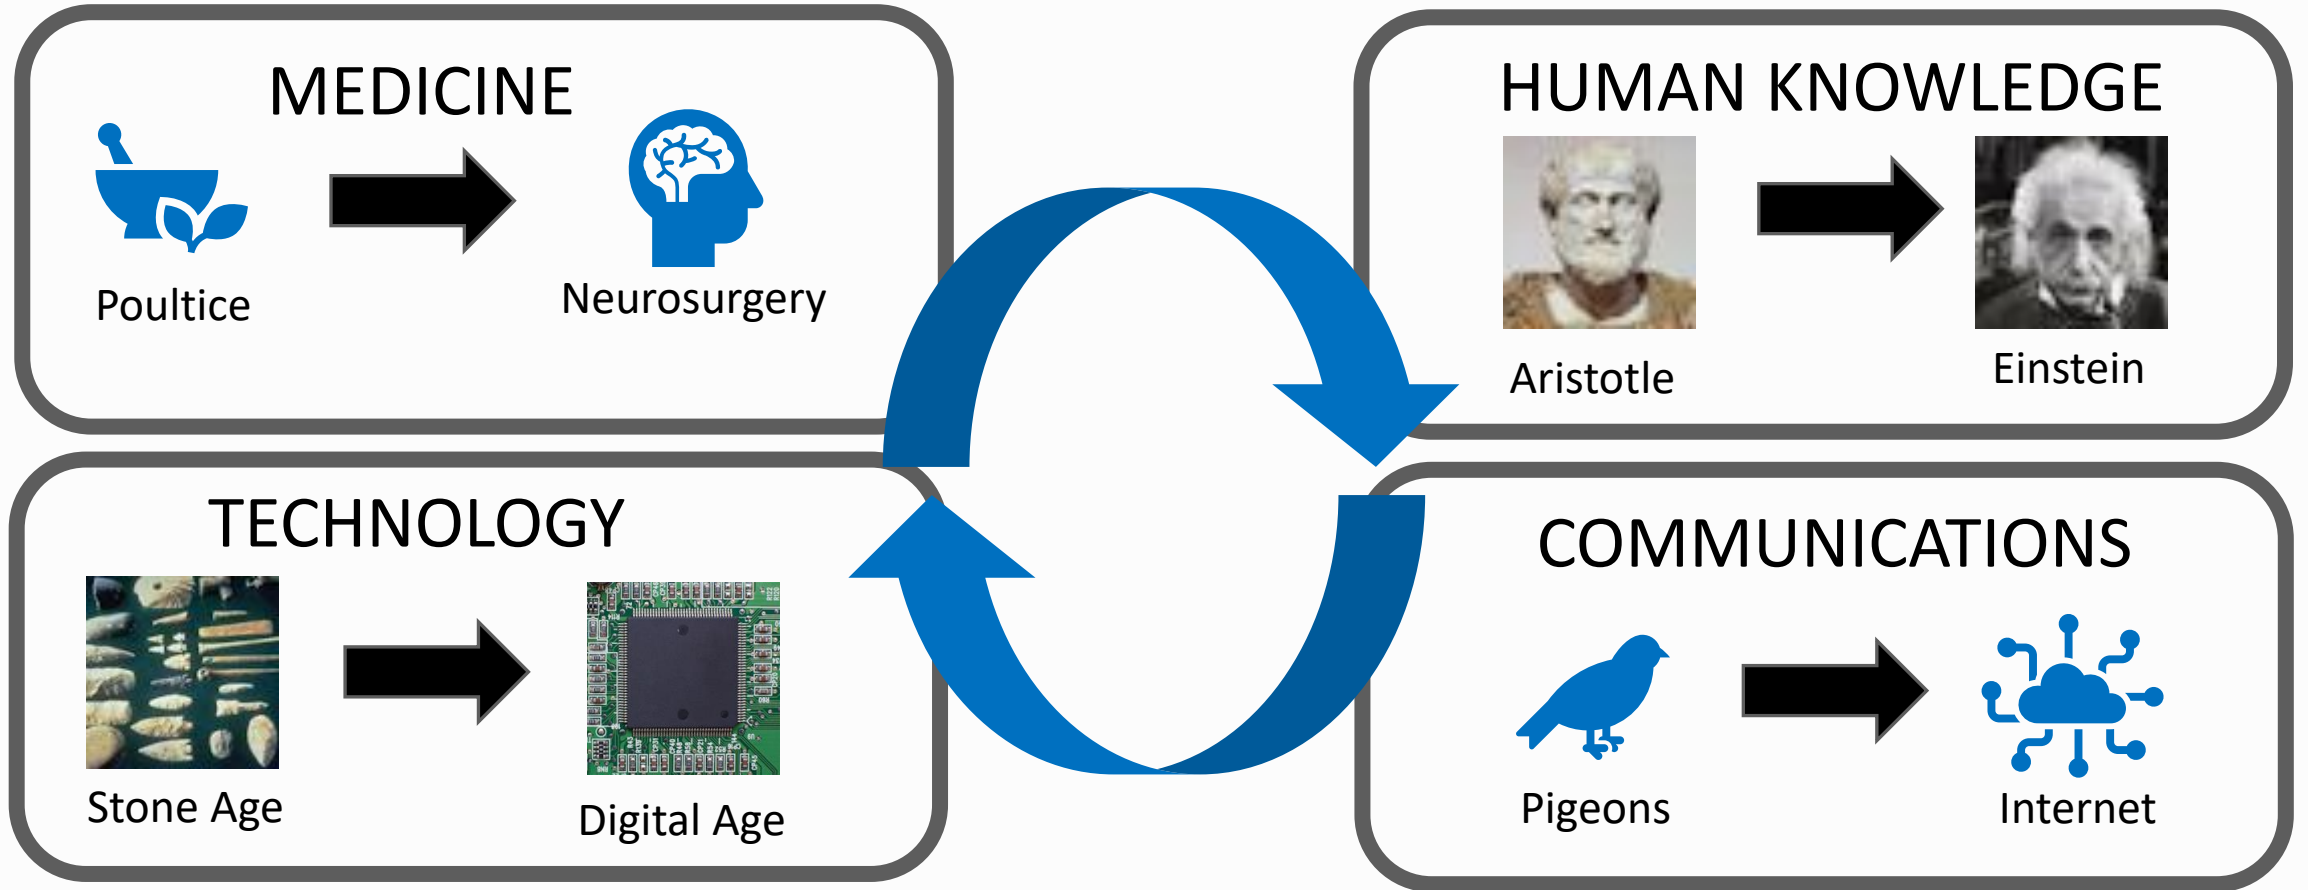 MEDICINE
Poultice
Neurosurgery
HUMAN KNOWLEDGE
Aristotle
Einstein
TECHNOLOGY
Stone Age
Digital Age
COMMUNICATIONS
Pigeons
Internet